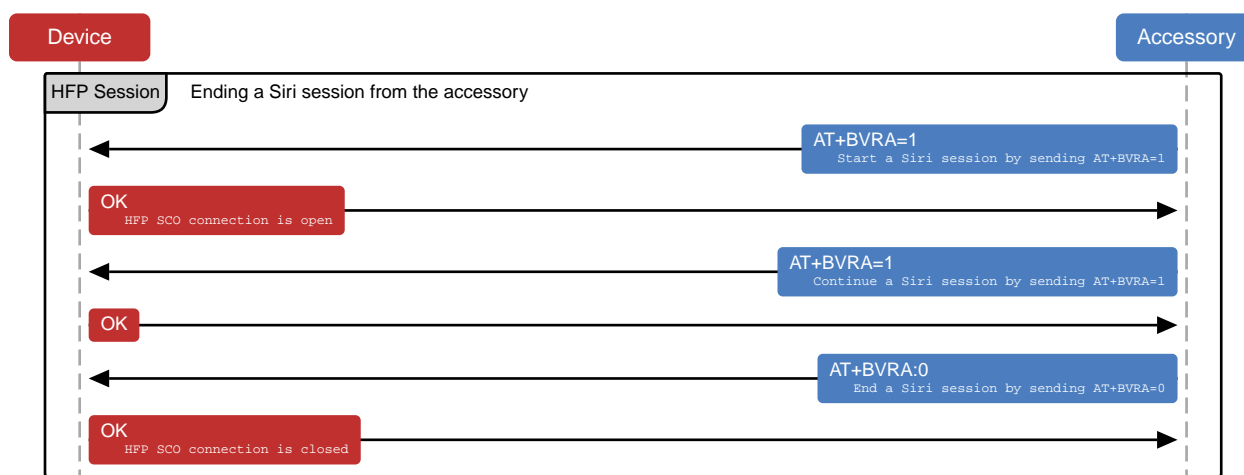 Device
Accessory
HFP Session
Ending a Siri session from the accessory
AT+BVRA=1
Start a Siri session by sending AT+BVRA=1
OK
HFP SCO connection is open
AT+BVRA=1
Continue a Siri session by sending AT+BVRA=1
OK
AT+BVRA:0
End a Siri session by sending AT+BVRA=0
OK
HFP SCO connection is closed